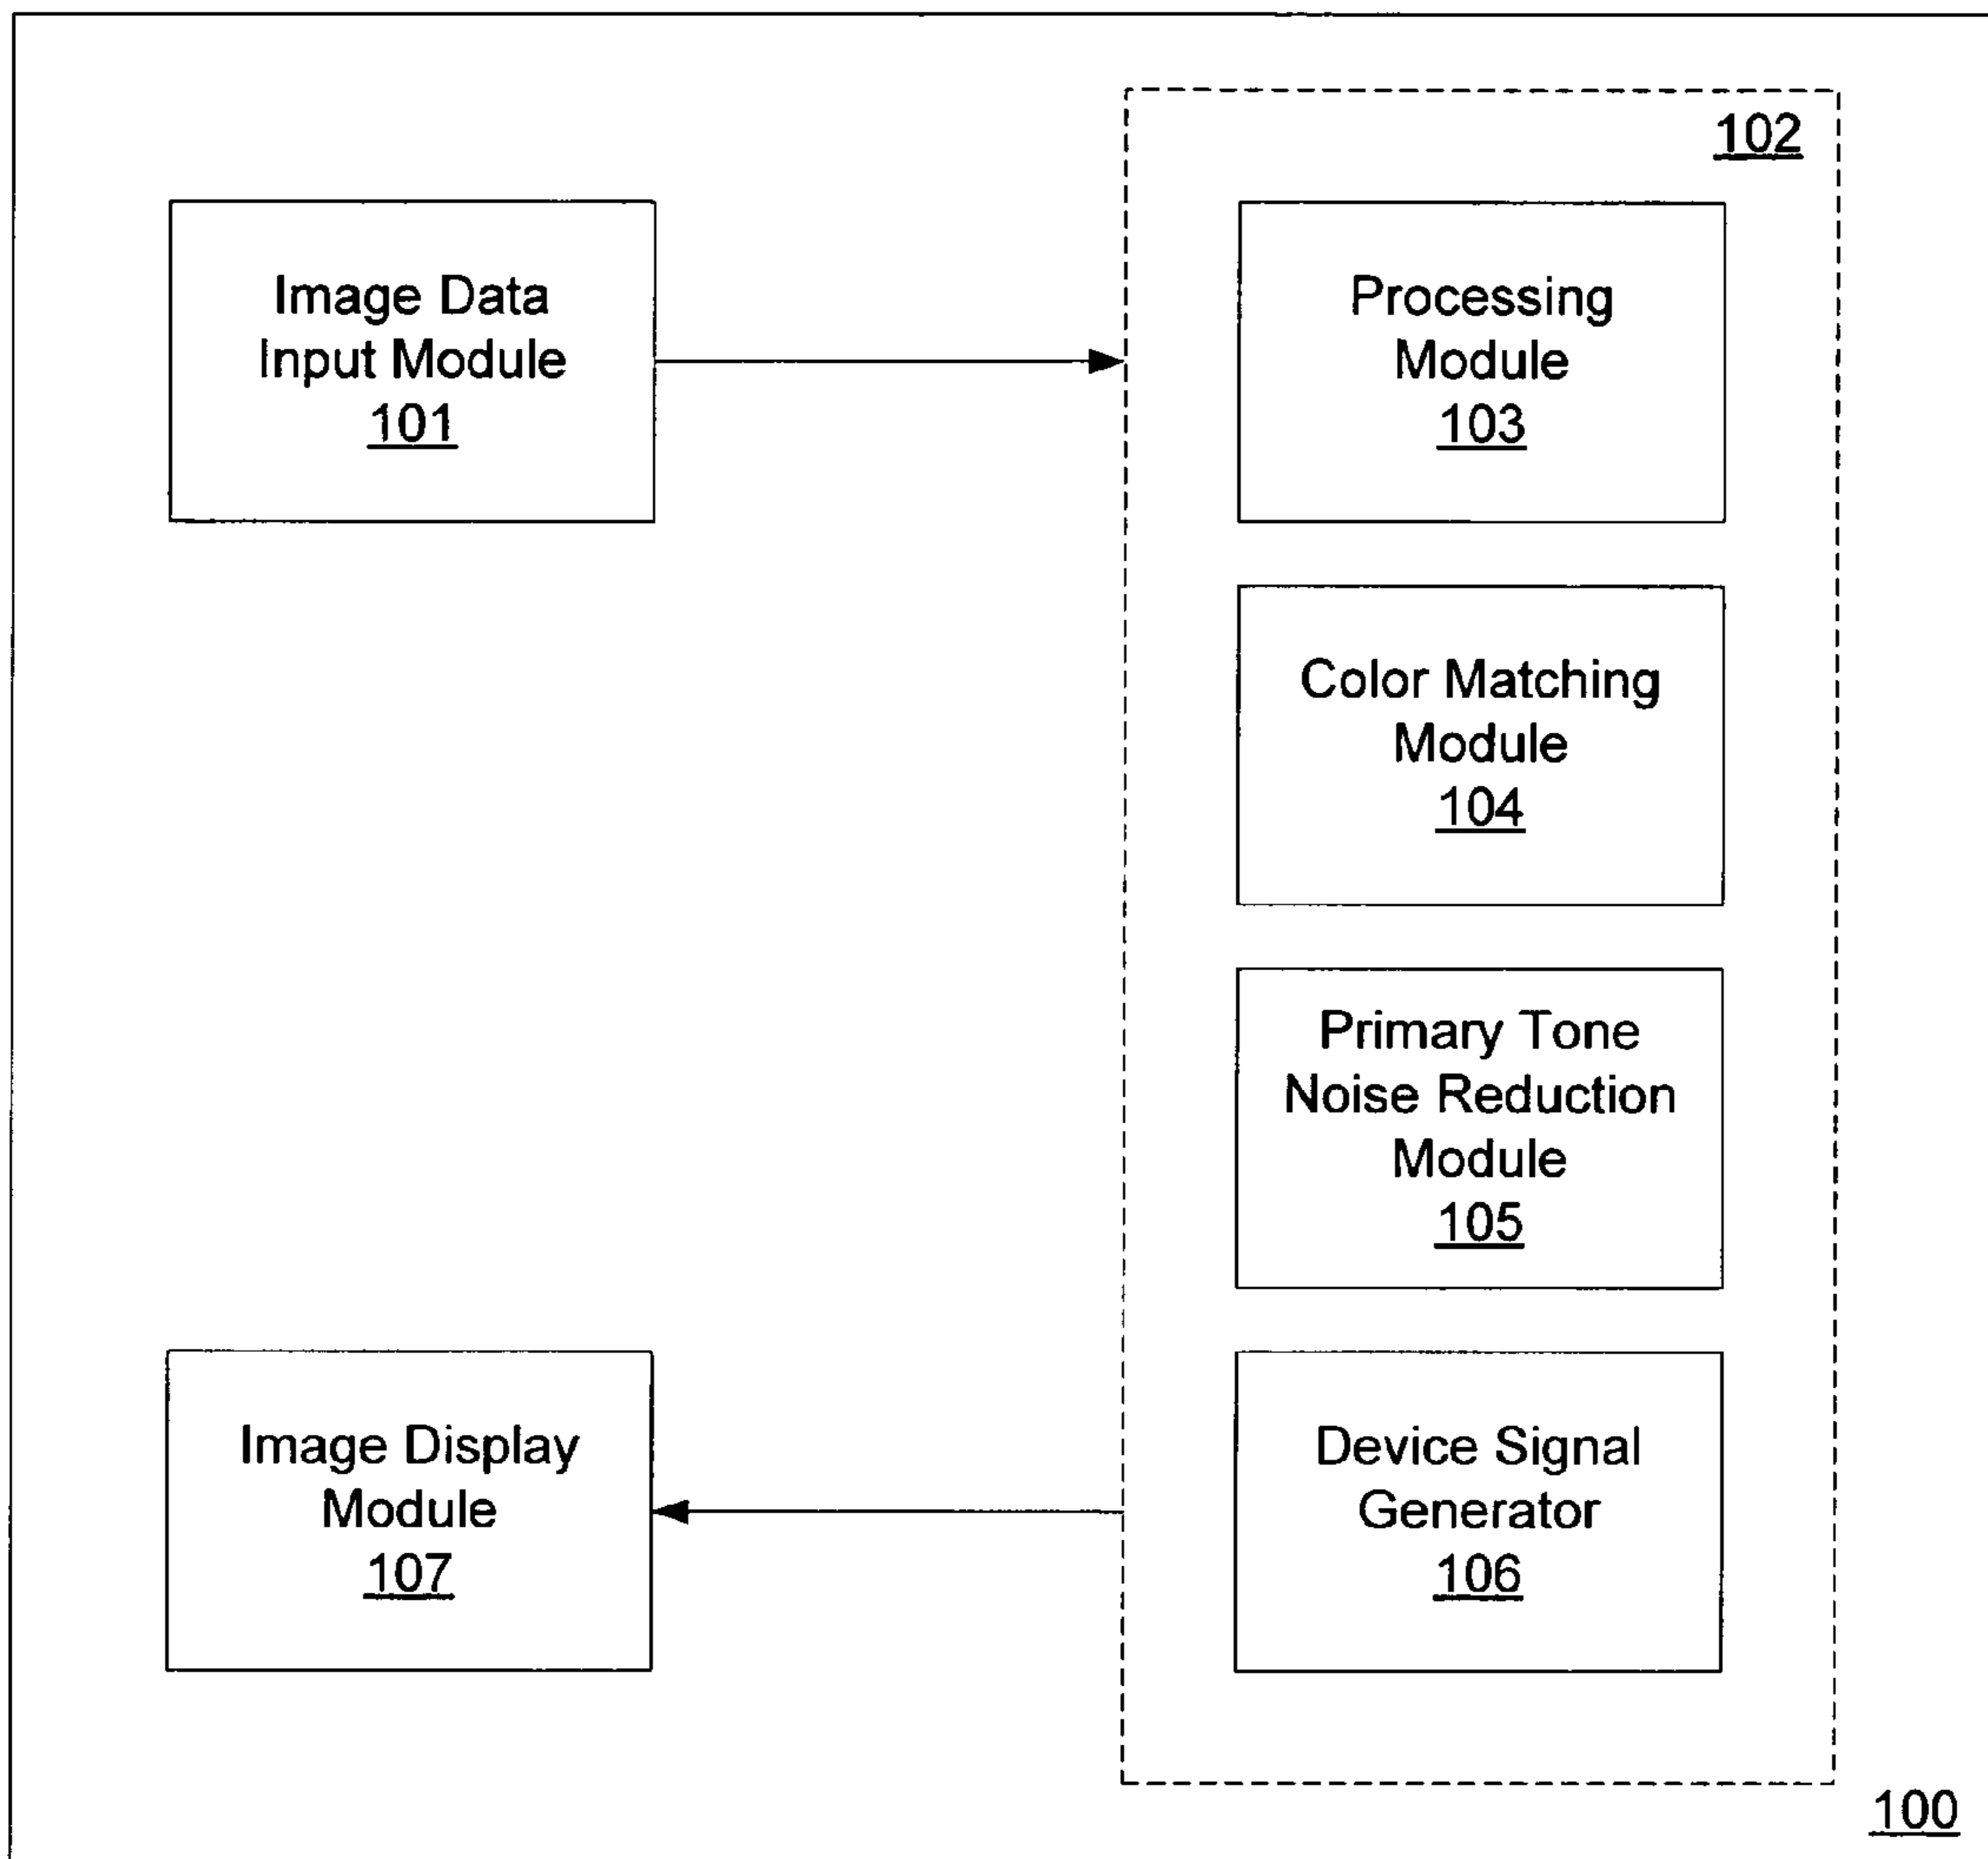 102
Image Data
Input Module
101
Processing
Module
103
Color Matching
Module
104
Primary Tone
Noise Reduction
Module
105
Image Display
Module
107
Device Signal
Generator
106
100